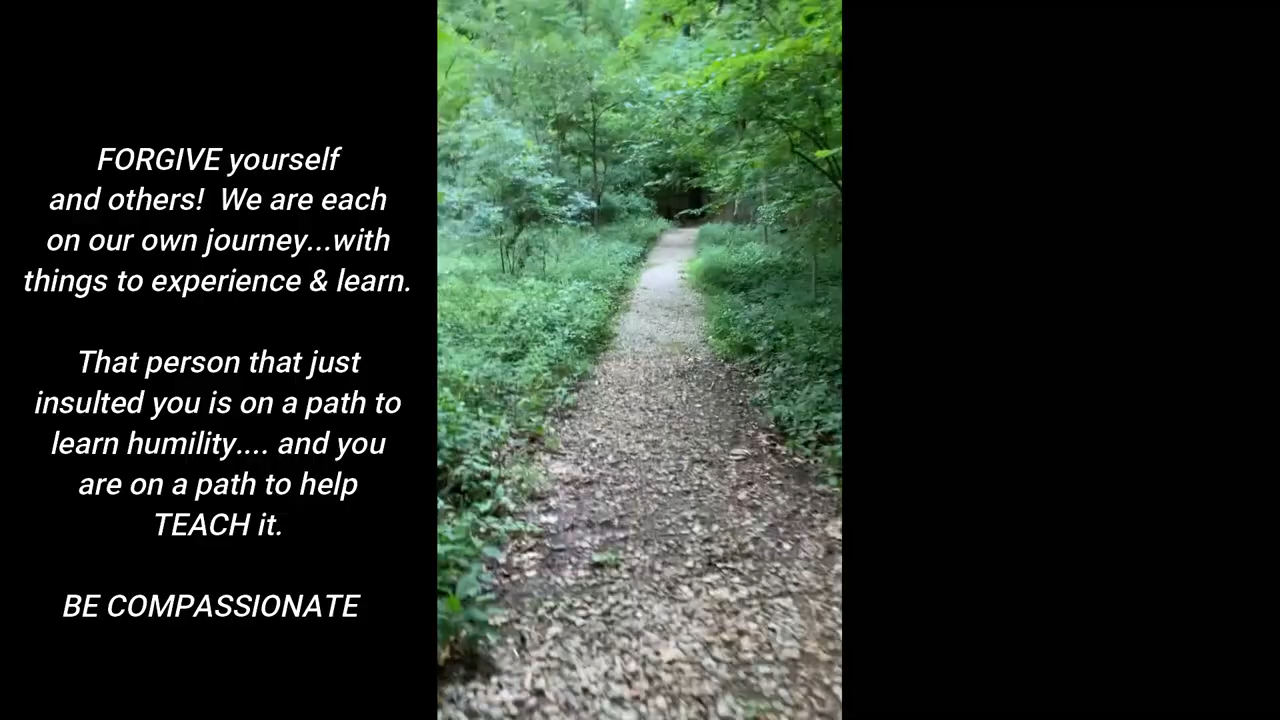 FORGIVE yourself
and others!  We are each
on our own journey...with
things to experience & learn.
That person that just
insulted you is on a path to
learn humility.... and you
are on a path to help
TEACH it.
BE COMPASSIONATE